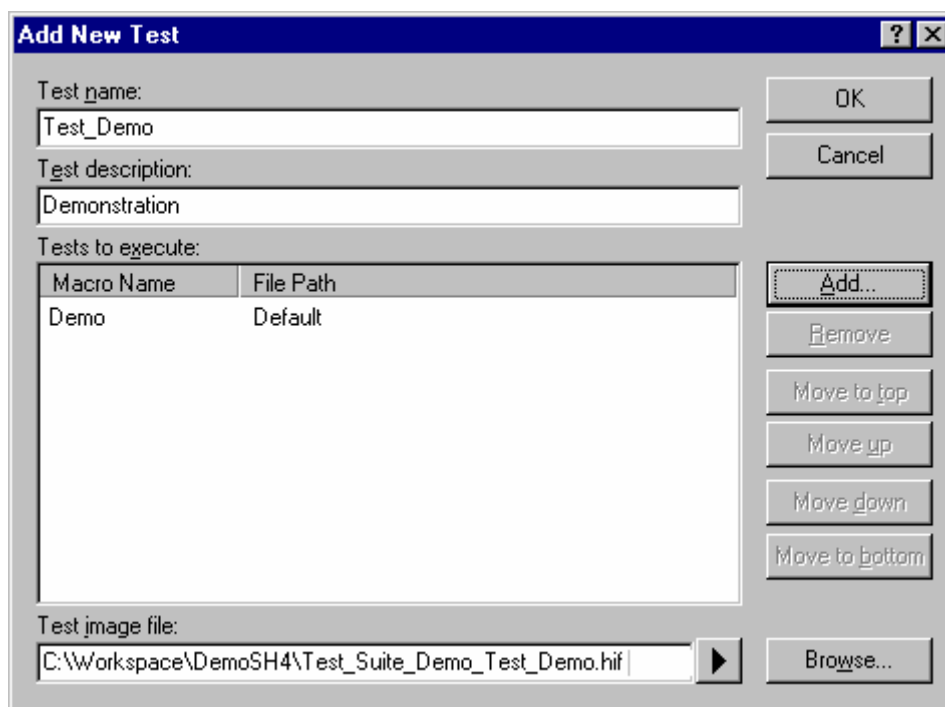 Add New Test
Test name:
OK
Test_Demo
Cancel
Test description:
Demonstration
Tests to execute:
Macro Name File Path
Add...
Demo Default
Remove
Move to top
Move up
Move down
Move to bottom
Test image file:
C:\Workspace\DemoSH4\Test_Suite_Demo_Test_Demo.hif
Browse...